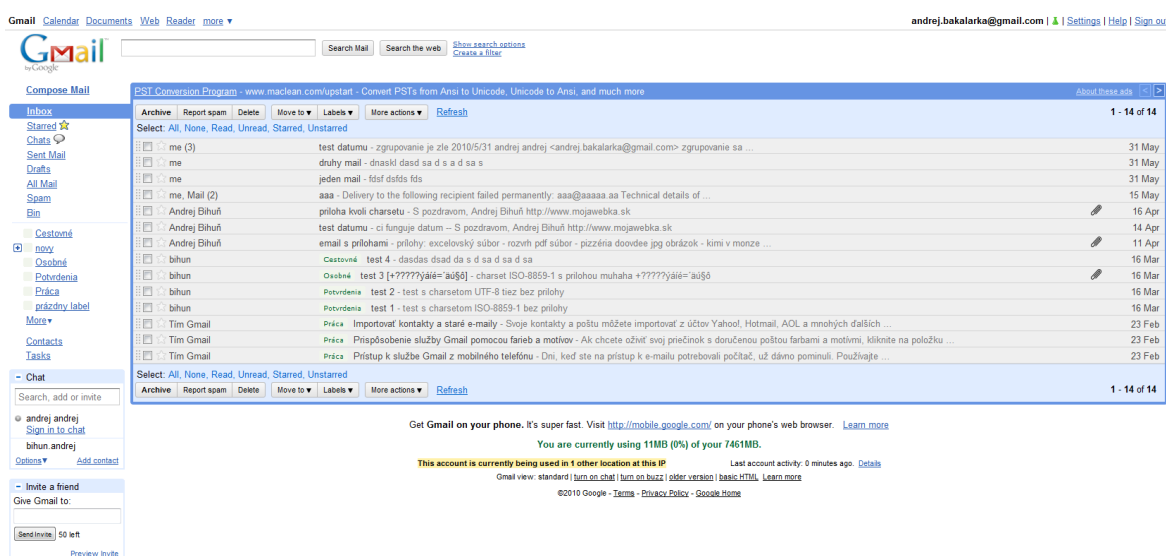 Gmail Calendar Documents Web Reader more ▼
andrej.bakalarka@gmail.com | Settings | Help | Sign ou
Gmail
by Google
Search Mail Search the web Show search options
Create a filter
Compose Mail
Inbox
Starred
Chats
Sent Mail
Drafts
All Mail
Spam
Bin
Cestovné
novy
Osobné
Potvrdenia
Práca
prázdny label
More▼
Contacts
Tasks
– Chat
Search, add or invite
andrej andrej
Sign in to chat
bihun.andrej
Options▼ Add contact
– Invite a friend
Give Gmail to:
Send Invite 50 left
Preview Invite
PST Conversion Program - www.maclean.com/upstart - Convert PSTs from Ansi to Unicode, Unicode to Ansi, and much more About these ads < >
Archive Report spam Delete Move to ▼ Labels ▼ More actions ▼ Refresh 1 - 14 of 14
Select: All, None, Read, Unread, Starred, Unstarred
me (3) test datumu - zgrupovanie je zle 2010/5/31 andrej andrej <andrej.bakalarka@gmail.com> zgrupovanie sa ... 31 May
me druhy mail - dnaskl dasd sa d s a d sa s 31 May
me jeden mail - fdsf dsfds fds 31 May
me, Mail (2) aaa - Delivery to the following recipient failed permanently: aaa@aaaaa.aa Technical details of ... 15 May
Andrej Bihuň priloha kvoli charsetu - S pozdravom, Andrej Bihuň http://www.mojawebka.sk 16 Apr
Andrej Bihuň test datumu - ci funguje datum -- S pozdravom, Andrej Bihuň http://www.mojawebka.sk 14 Apr
Andrej Bihuň email s prílohami - prílohy: excelovský súbor - rozvrh pdf súbor - pizzéria doovdee jpg obrázok - kimi v monze ... 11 Apr
bihun Cestovné test 4 - dasdas dsad da s d sa d sa 16 Mar
bihun Osobné test 3 [+?????ýáíé=´äú§ô] - charset ISO-8859-1 s prilohou muhaha +?????ýáíé=´äú§ô 16 Mar
bihun Potvrdenia test 2 - test s charsetom UTF-8 tiez bez prilohy 16 Mar
bihun Potvrdenia test 1 - test s charsetom ISO-8859-1 bez prilohy 16 Mar
Tím Gmail Práca Importovať kontakty a staré e-maily - Svoje kontakty a poštu môžete importovať z účtov Yahoo!, Hotmail, AOL a mnohých ďalších ... 23 Feb
Tím Gmail Práca Prispôsobenie služby Gmail pomocou farieb a motívov - Ak chcete oživiť svoj priečinok s doručenou poštou farbami a motívmi, kliknite na položku ... 23 Feb
Tím Gmail Práca Prístup k službe Gmail z mobilného telefónu - Dni, keď ste na prístup k e-mailu potrebovali počítač, už dávno pominuli. Používajte ... 23 Feb
Select: All, None, Read, Unread, Starred, Unstarred
Archive Report spam Delete Move to ▼ Labels ▼ More actions ▼ Refresh 1 - 14 of 14
Get Gmail on your phone. It's super fast. Visit http://mobile.google.com/ on your phone's web browser. Learn more
You are currently using 11MB (0%) of your 7461MB.
This account is currently being used in 1 other location at this IP Last account activity: 0 minutes ago. Details
Gmail view: standard | turn on chat | turn on buzz | older version | basic HTML Learn more
©2010 Google - Terms - Privacy Policy - Google Home